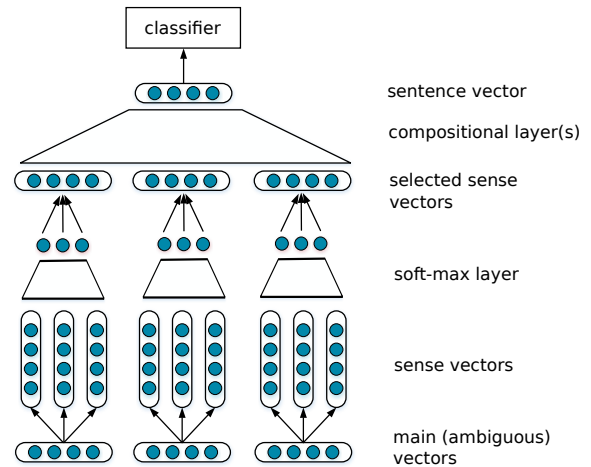 classifier
sentence vector
compositional layer(s)
selected sense
vectors
soft-max layer
sense vectors
main (ambiguous)
vectors